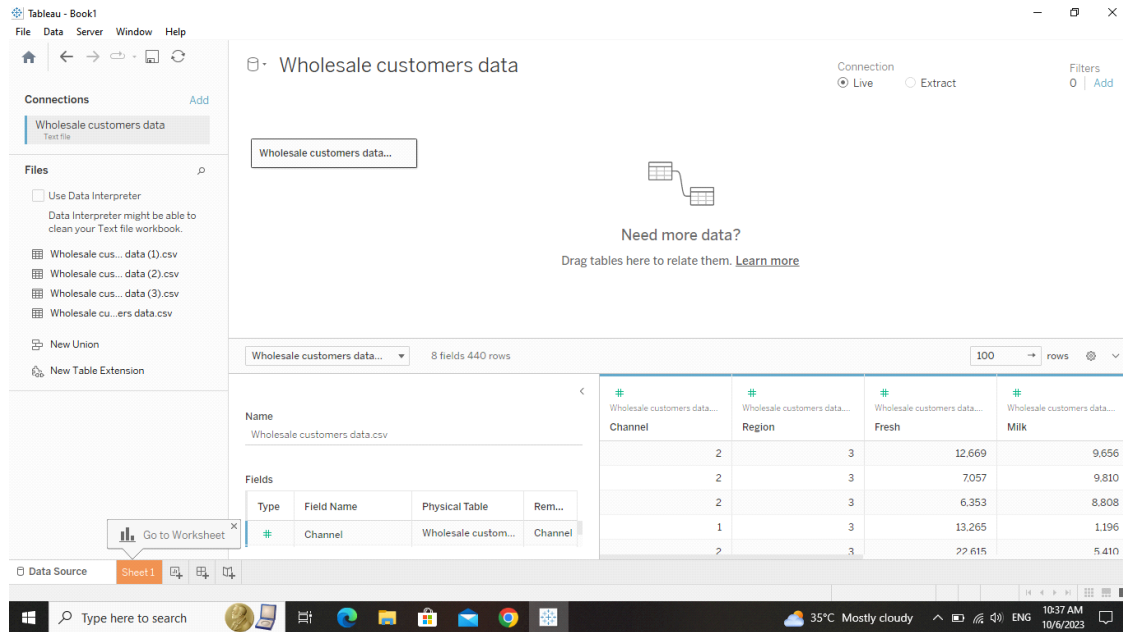 Tableau - Book1
File Data Server Window Help
Wholesale customers data
Connection
Live
Extract
Filters
0
Add
Connections
Add
Wholesale customers data
Text file
Files
Use Data Interpreter
Data Interpreter might be able to
clean your Text file workbook.
Wholesale cus... data (1).csv
Wholesale cus... data (2).csv
Wholesale cus... data (3).csv
Wholesale cu...ers data.csv
New Union
New Table Extension
Wholesale customers data...
Need more data?
Drag tables here to relate them. Learn more
Wholesale customers data...
8 fields 440 rows
100 → rows
Name
Wholesale customers data.csv
Fields
Type Field Name Physical Table Rem...
# Channel Wholesale custom... Channel
# # # #
Wholesale customers data.... Wholesale customers data.... Wholesale customers data.... Wholesale customers data....
Channel Region Fresh Milk
2 3 12,669 9,656
2 3 7,057 9,810
2 3 6,353 8,808
1 3 13,265 1,196
2 3 22,615 5,410
Go to Worksheet
Data Source Sheet 1
Type here to search
35°C Mostly cloudy
ENG
10:37 AM
10/6/2023